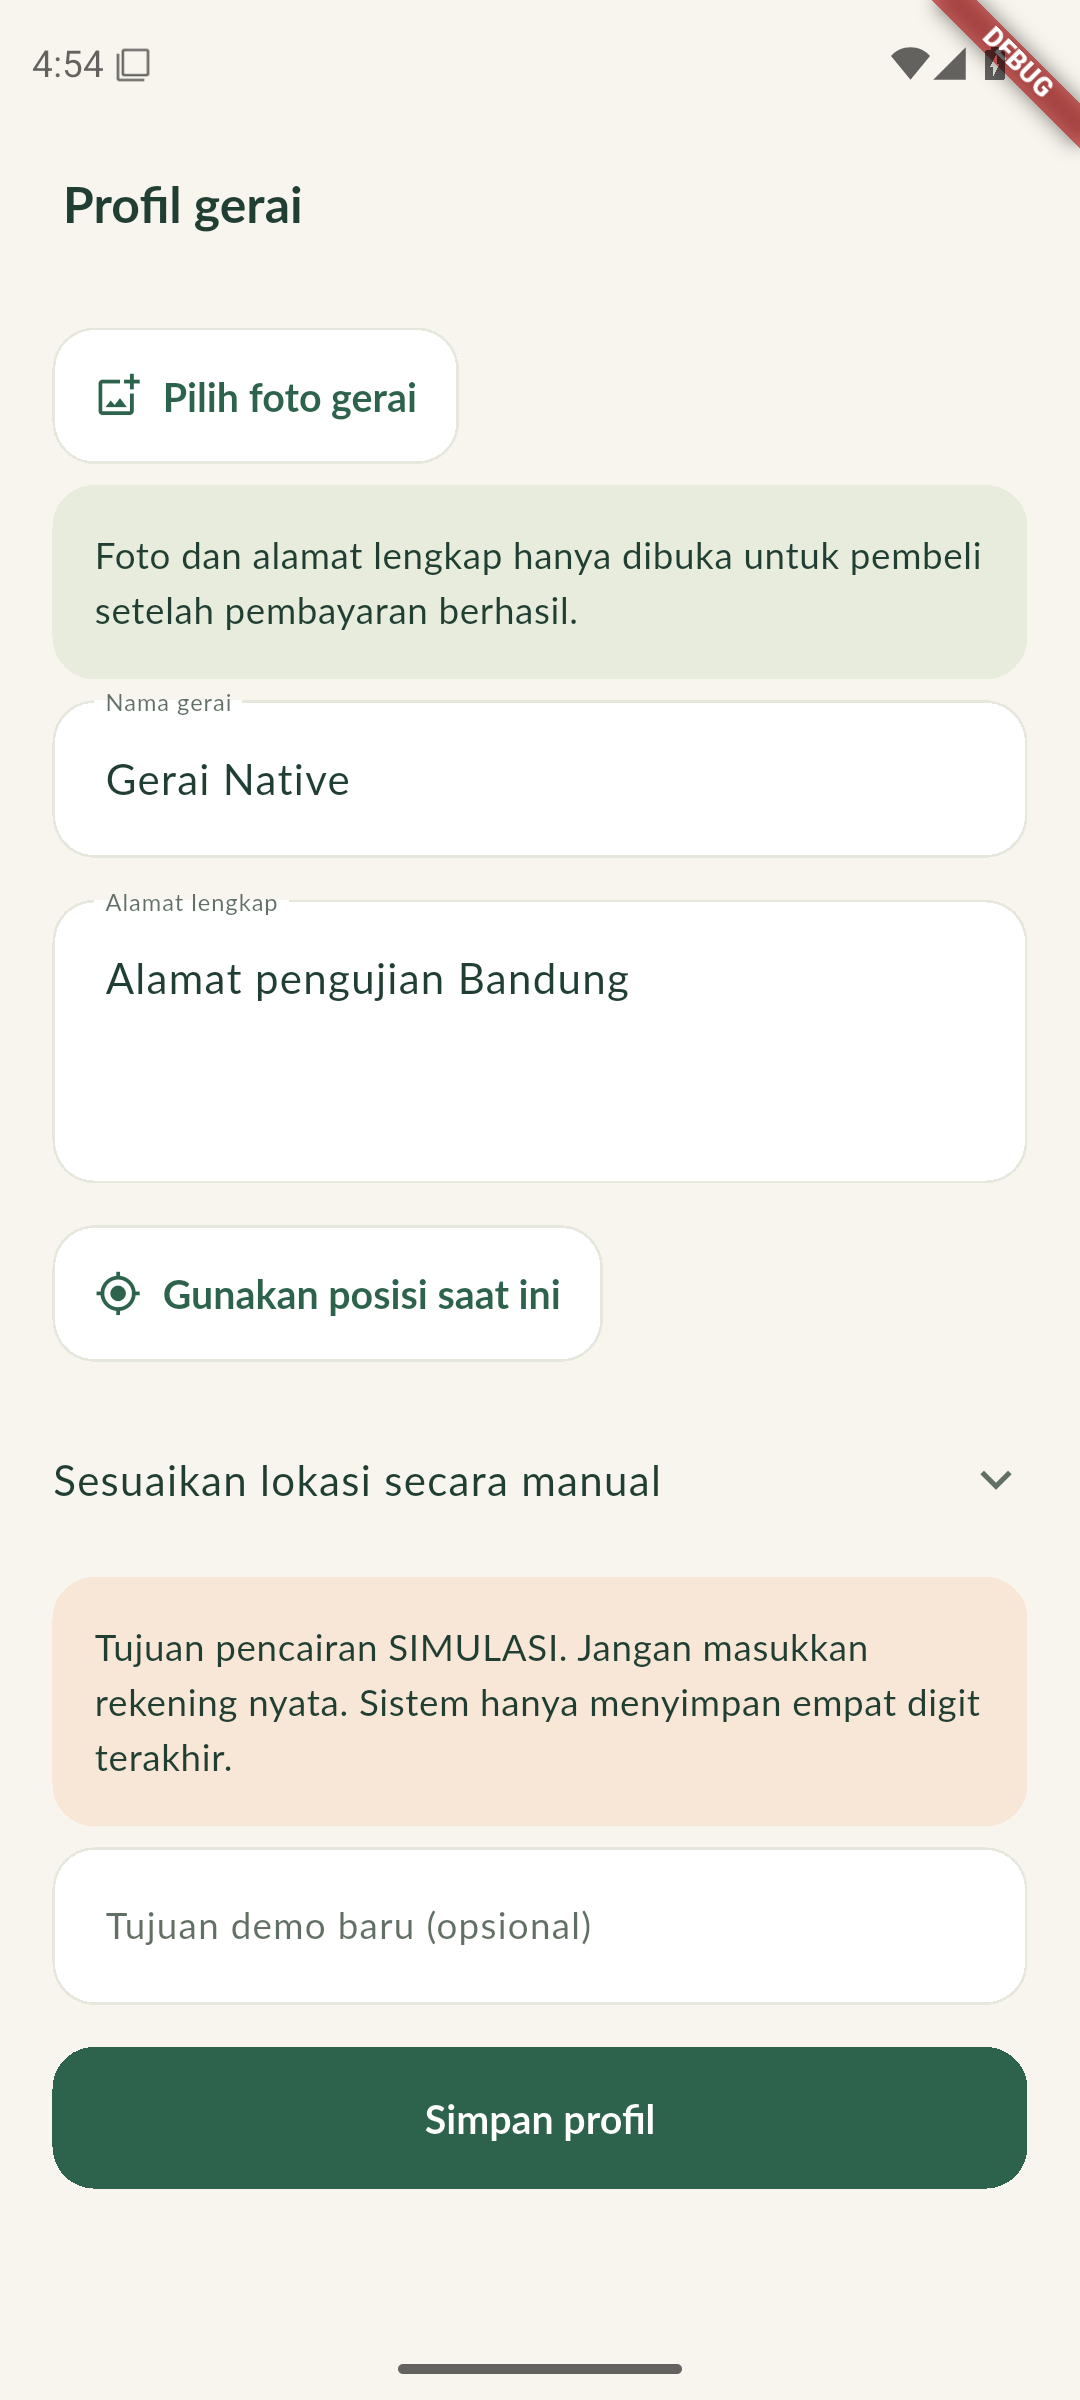 4:54
DEBUG
Profil gerai
Pilih foto gerai
Foto dan alamat lengkap hanya dibuka untuk pembeli
setelah pembayaran berhasil.
Nama gerai
Gerai Native
Alamat lengkap
Alamat pengujian Bandung
Gunakan posisi saat ini
Sesuaikan lokasi secara manual
Tujuan pencairan SIMULASI. Jangan masukkan
rekening nyata. Sistem hanya menyimpan empat digit
terakhir.
Tujuan demo baru (opsional)
Simpan profil